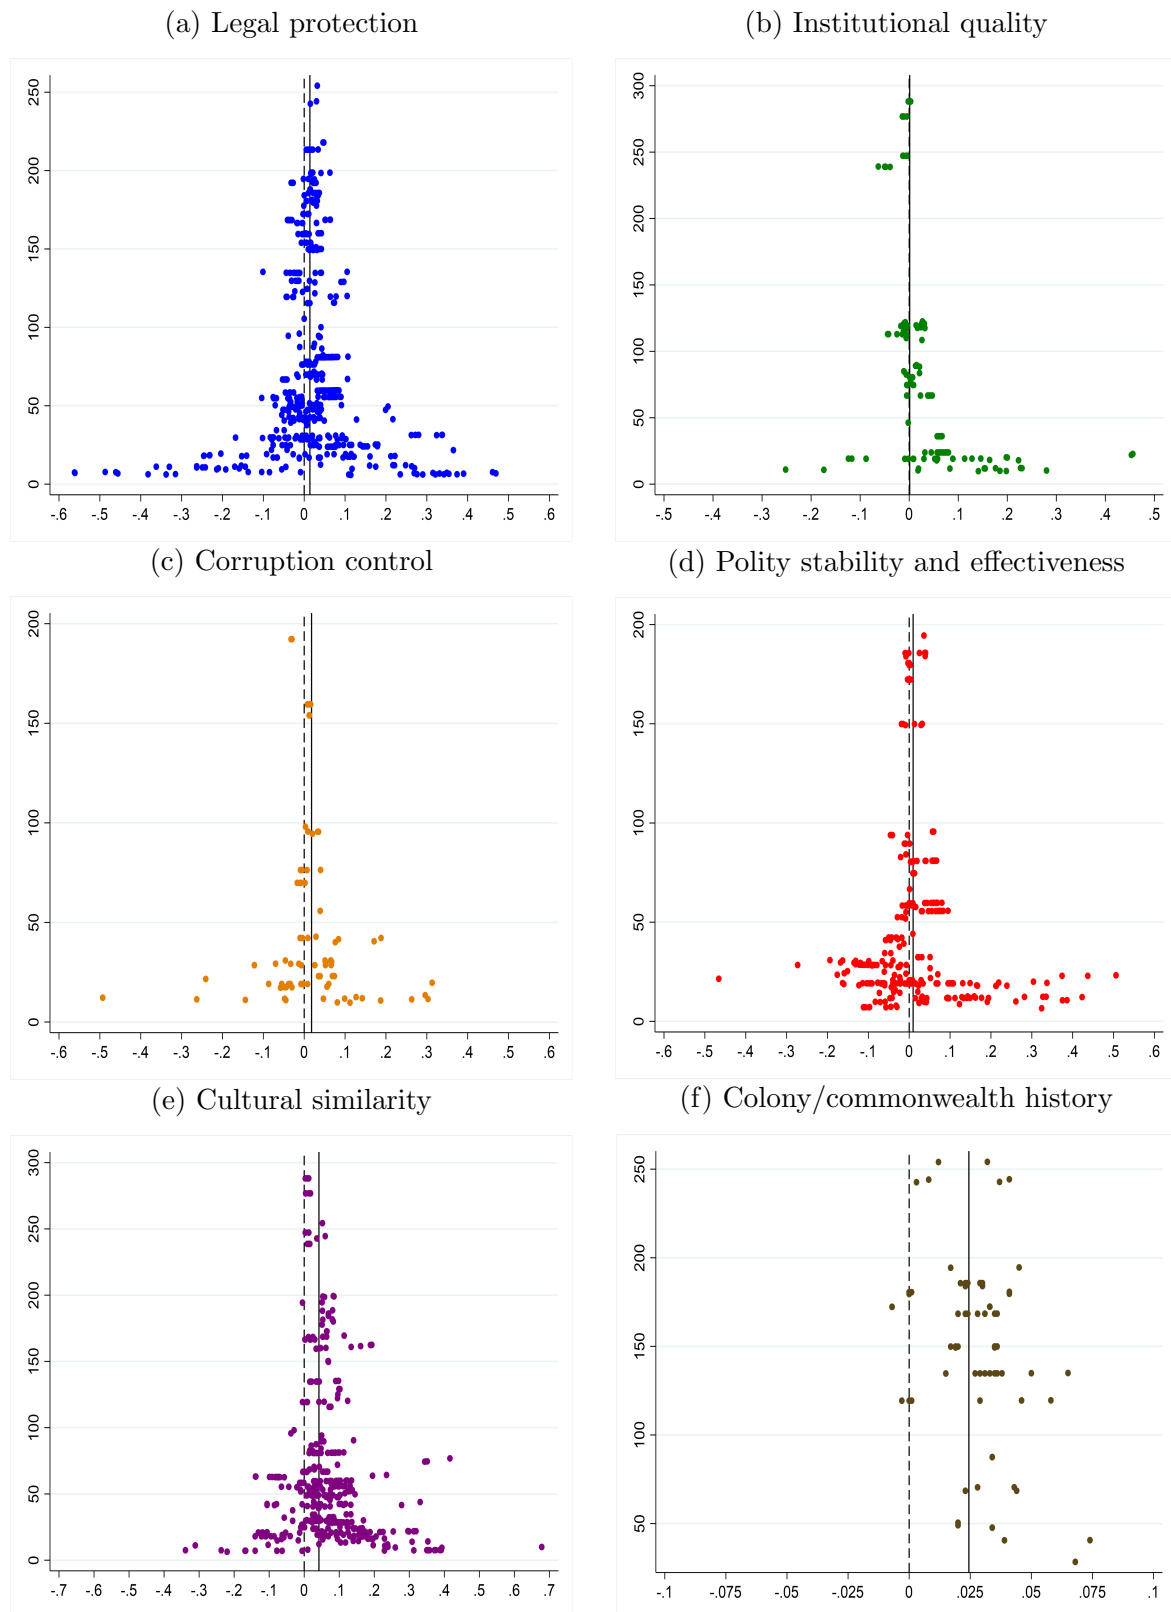 (a) Legal protection
(b) Institutional quality
250
200
150
100
50
0
-.6 -.5 -.4 -.3 -.2 -.1 0 .1 .2 .3 .4 .5 .6
300
250
200
150
100
50
0
-.5 -.4 -.3 -.2 -.1 0 .1 .2 .3 .4 .5
(c) Corruption control
(d) Polity stability and effectiveness
200
150
100
50
0
-.6 -.5 -.4 -.3 -.2 -.1 0 .1 .2 .3 .4 .5 .6
200
150
100
50
0
-.6 -.5 -.4 -.3 -.2 -.1 0 .1 .2 .3 .4 .5 .6
(e) Cultural similarity
(f) Colony/commonwealth history
300
250
200
150
100
50
0
-.7 -.6 -.5 -.4 -.3 -.2 -.1 0 .1 .2 .3 .4 .5 .6 .7
250
200
150
100
50
-.1 -.075 -.05 -.025 0 .025 .05 .075 .1